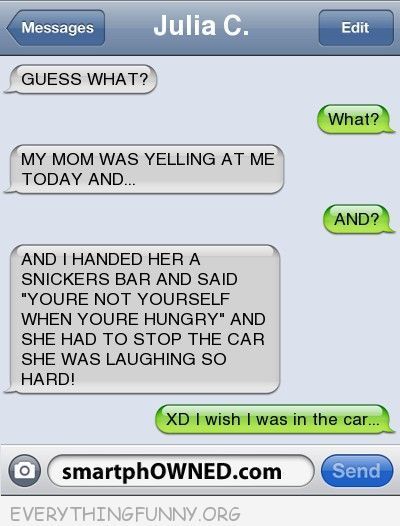 Messages
Julia C.
Edit
GUESS WHAT?
What?
MY MOM WAS YELLING AT ME
TODAY AND...
AND?
AND I HANDED HER A
SNICKERS BAR AND SAID
"YOURE NOT YOURSELF
WHEN YOURE HUNGRY" AND
SHE HAD TO STOP THE CAR
SHE WAS LAUGHING SO
HARD!
XD I wish I was in the car...
smartphOWNED.com
Send
EVERYTHINGFUNNY.ORG